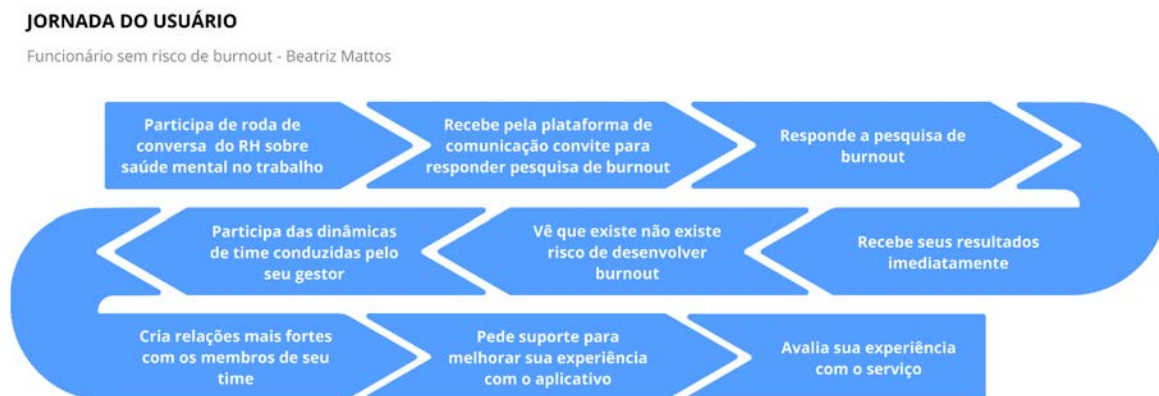 JORNADA DO USUÁRIO
Funcionário sem risco de burnout - Beatriz Mattos
Participa de roda de
conversa do RH sobre
saúde mental no trabalho
Recebe pela plataforma de
comunicação convite para
responder pesquisa de burnout
Responde a pesquisa de
burnout
Recebe seus resultados
imediatamente
Vê que existe não existe
risco de desenvolver
burnout
Participa das dinâmicas
de time conduzidas pelo
seu gestor
Cria relações mais fortes
com os membros de seu
time
Pede suporte para
melhorar sua experiência
com o aplicativo
Avalia sua experiência
com o serviço